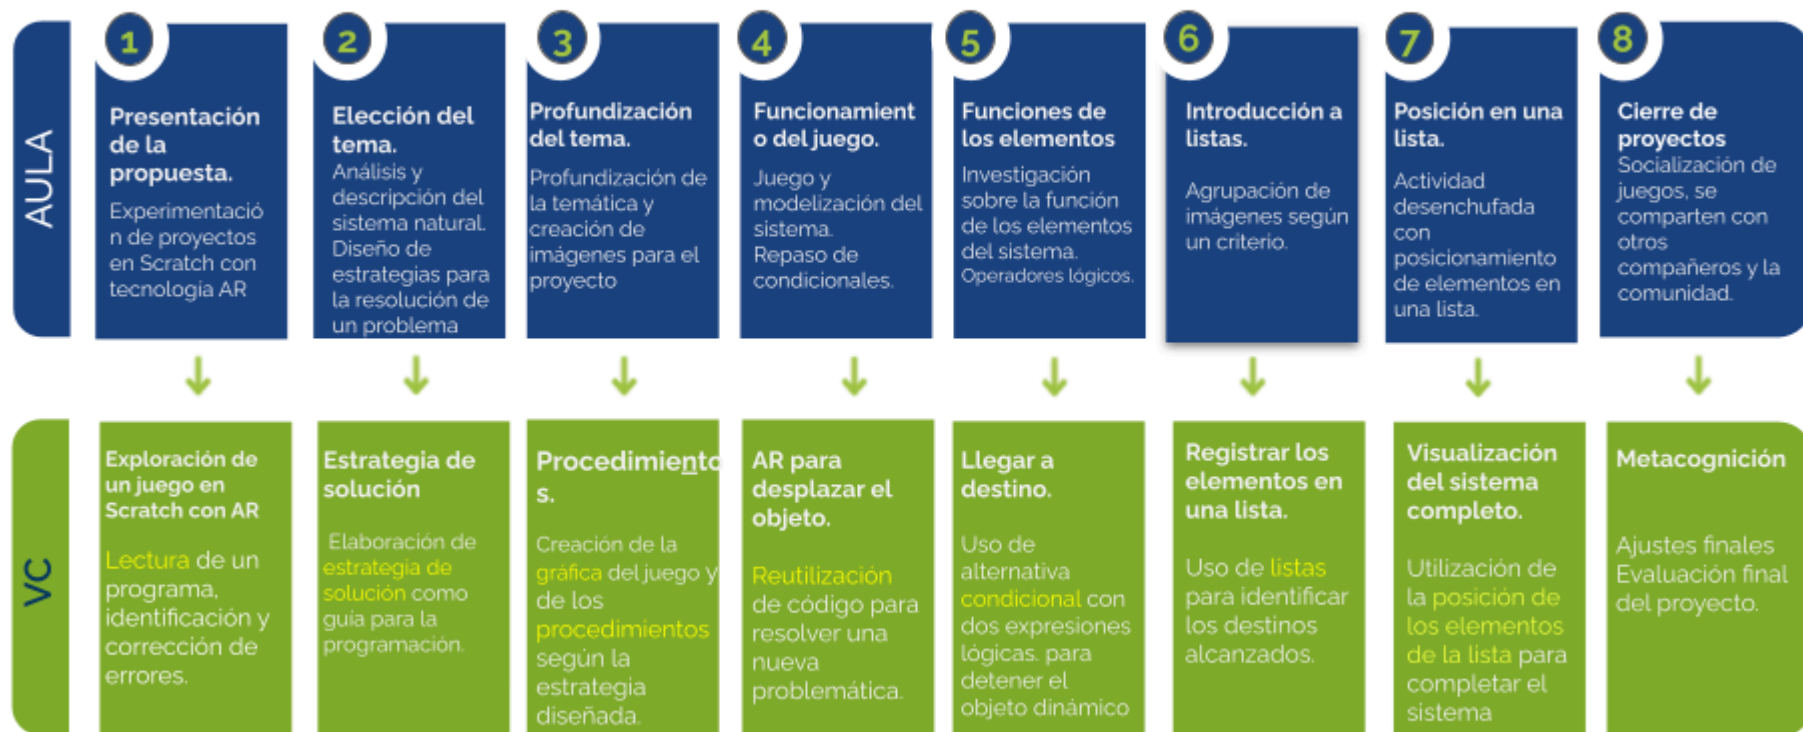 AULA
1
Presentación
de la
propuesta.
Experimentació
n de proyectos
en Scratch con
tecnología AR
2
Elección del
tema.
Análisis y
descripción del
sistema natural.
Diseño de
estrategias para
la resolución de
un problema
3
Profundización
del tema.
Profundización de
la temática y
creación de
imágenes para el
proyecto
4
Funcionamient
o del juego.
Juego y
modelización del
sistema.
Repaso de
condicionales.
5
Funciones de
los elementos
Investigación
sobre la función
de los elementos
del sistema.
Operadores lógicos.
6
Introducción a
listas.
Agrupación de
imágenes según
un criterio.
7
Posición en una
lista.
Actividad
desenchufada
con
posicionamiento
de elementos en
una lista.
8
Cierre de
proyectos
Socialización de
juegos, se
comparten con
otros
compañeros y la
comunidad.
VC
Exploración de
un juego en
Scratch con AR
Lectura de un
programa,
identificación y
corrección de
errores.
Estrategia de
solución
Elaboración de
estrategia de
solución como
guía para la
programación.
Procedimiento
s.
Creación de la
gráfica del juego y
de los
procedimientos
según la
estrategia
diseñada.
AR para
desplazar el
objeto.
Reutilización
de código para
resolver una
nueva
problemática.
Llegar a
destino.
Uso de
alternativa
condicional con
dos expresiones
lógicas. para
detener el
objeto dinámico
Registrar los
elementos en
una lista.
Uso de listas
para identificar
los destinos
alcanzados.
Visualización
del sistema
completo.
Utilización de
la posición de
los elementos
de la lista para
completar el
sistema
Metacognición
Ajustes finales
Evaluación final
del proyecto.